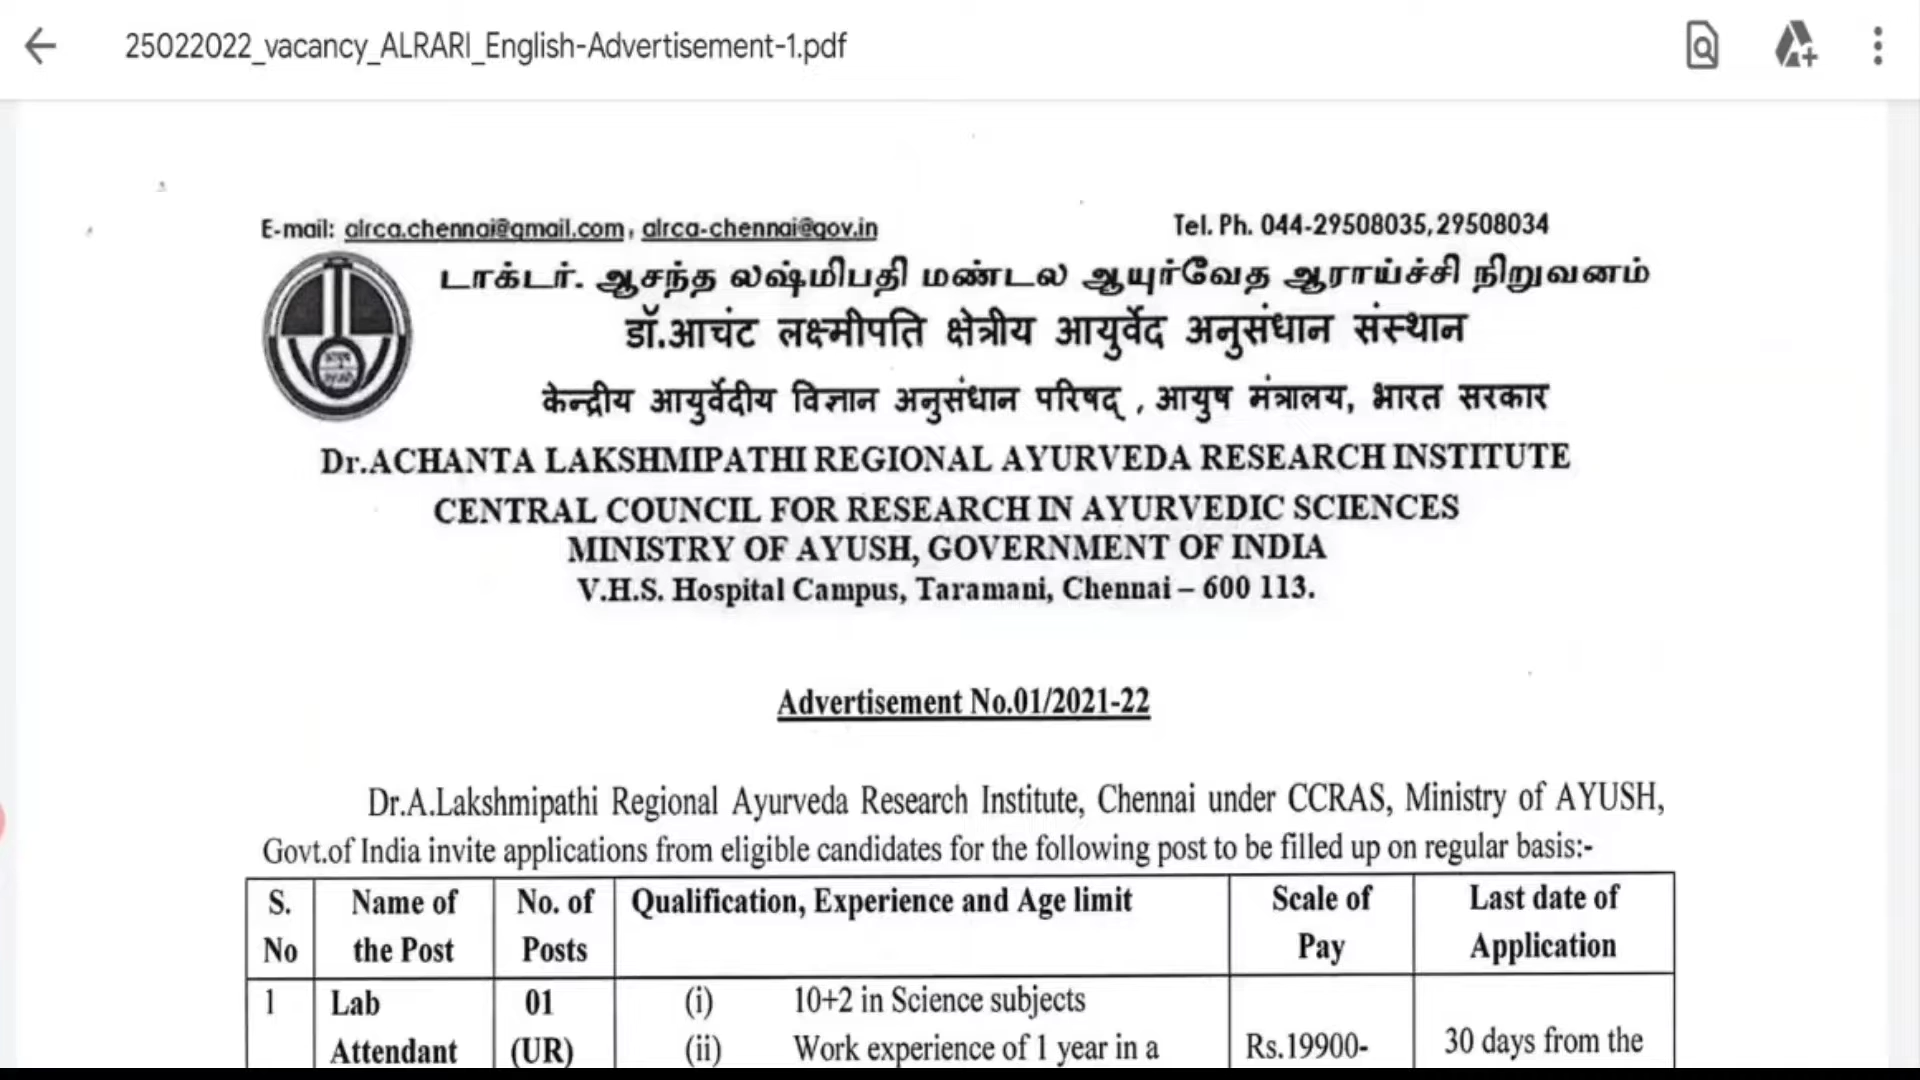 25022022_vacancy_ALRARI_English-Advertisement-1.pdf
E-mail: alrca.chennai@gmail.com, alrca-chennai@gov.in
Tel. Ph. 044-29508035,29508034
டாக்டர். ஆசந்த லஷ்மிபதி மண்டல ஆயுர்வேத ஆராய்ச்சி நிறுவனம்
डॉ.आचंट लक्ष्मीपति क्षेत्रीय आयुर्वेद अनुसंधान संस्थान
केन्द्रीय आयुर्वेदीय विज्ञान अनुसंधान परिषद् , आयुष मंत्रालय, भारत सरकार
Dr.ACHANTA LAKSHMIPATHI REGIONAL AYURVEDA RESEARCH INSTITUTE
CENTRAL COUNCIL FOR RESEARCH IN AYURVEDIC SCIENCES
MINISTRY OF AYUSH, GOVERNMENT OF INDIA
V.H.S. Hospital Campus, Taramani, Chennai – 600 113.
Advertisement No.01/2021-22
Dr.A.Lakshmipathi Regional Ayurveda Research Institute, Chennai under CCRAS, Ministry of AYUSH,
Govt.of India invite applications from eligible candidates for the following post to be filled up on regular basis:-
S. No
Name of the Post
No. of Posts
Qualification, Experience and Age limit
Scale of Pay
Last date of Application
1
Lab Attendant
01 (UR)
(i) 10+2 in Science subjects
(ii) Work experience of 1 year in a
Rs.19900-
30 days from the